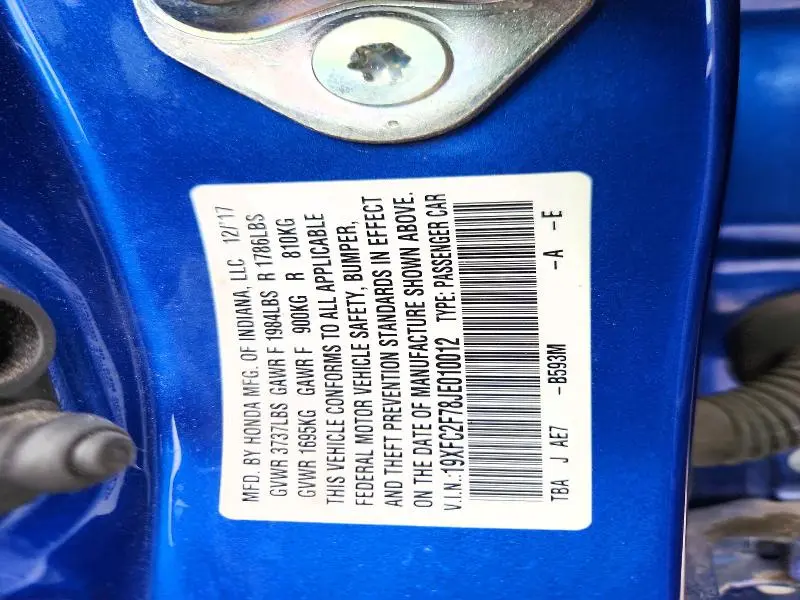 MFD. BY HONDA MFG. OF INDIANA, LLC 12/'17
GVWR 3737LBS GAWR F 1984LBS R 1786LBS
GVWR 1695KG GAWR F 900KG R 810KG
THIS VEHICLE CONFORMS TO ALL APPLICABLE
FEDERAL MOTOR VEHICLE SAFETY, BUMPER,
AND THEFT PREVENTION STANDARDS IN EFFECT
ON THE DATE OF MANUFACTURE SHOWN ABOVE.
V.I.N.:19XFC2F78JE010012 TYPE: PASSENGER CAR
TBA J AE7 -B593M -A -E